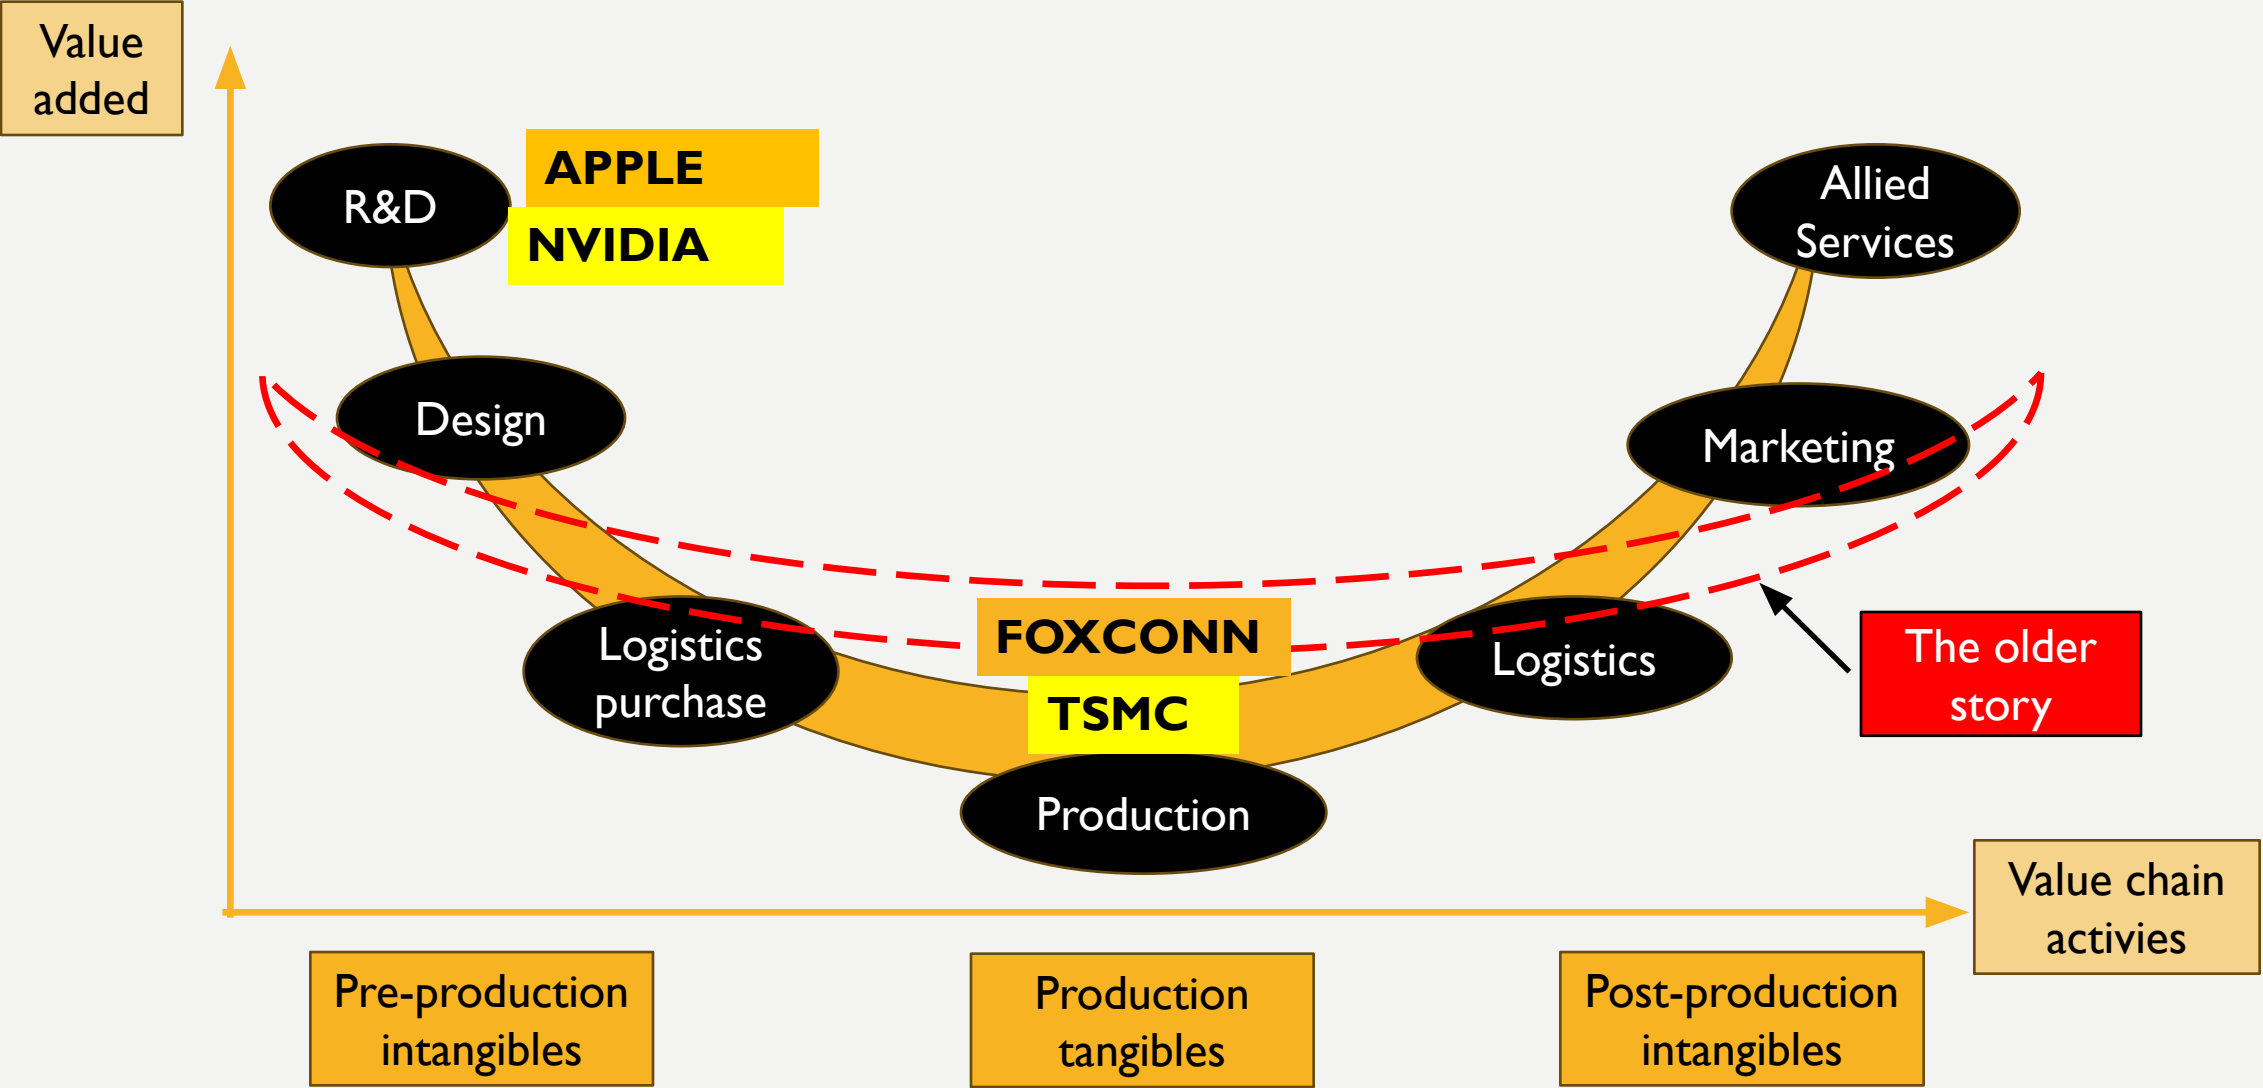 Value
added
APPLE
R&D
NVIDIA
Allied
Services
Design
Marketing
Logistics
purchase
FOXCONN
TSMC
Logistics
The older
story
Production
Value chain
activies
Pre-production
intangibles
Production
tangibles
Post-production
intangibles